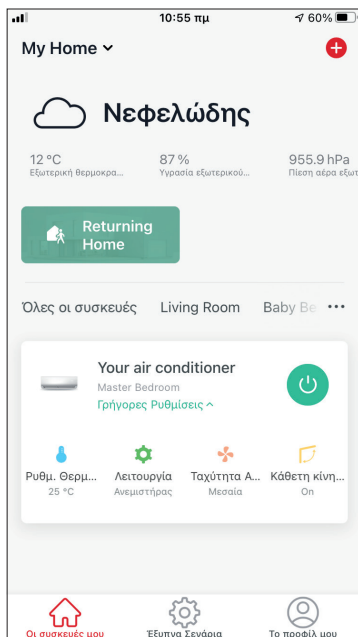 10:55 πμ
60%
My Home
Νεφελώδης
12 °C
87 %
955.9 hPa
Εξωτερική θερμοκρα...
Υγρασία εξωτερικού...
Πίεση αέρα εξωτ
Returning
Home
Όλες οι συσκευές
Living Room
Baby Be
...
Your air conditioner
Master Bedroom
Γρήγορες Ρυθμίσεις
Ρυθμ. Θερμ...
Λειτουργία
Ταχύτητα Α...
Κάθετη κίνη...
25 °C
Ανεμιστήρας
Μεσαία
On
Οι συσκευές μου
Έξυπνα Σενάρια
Το προφίλ μου